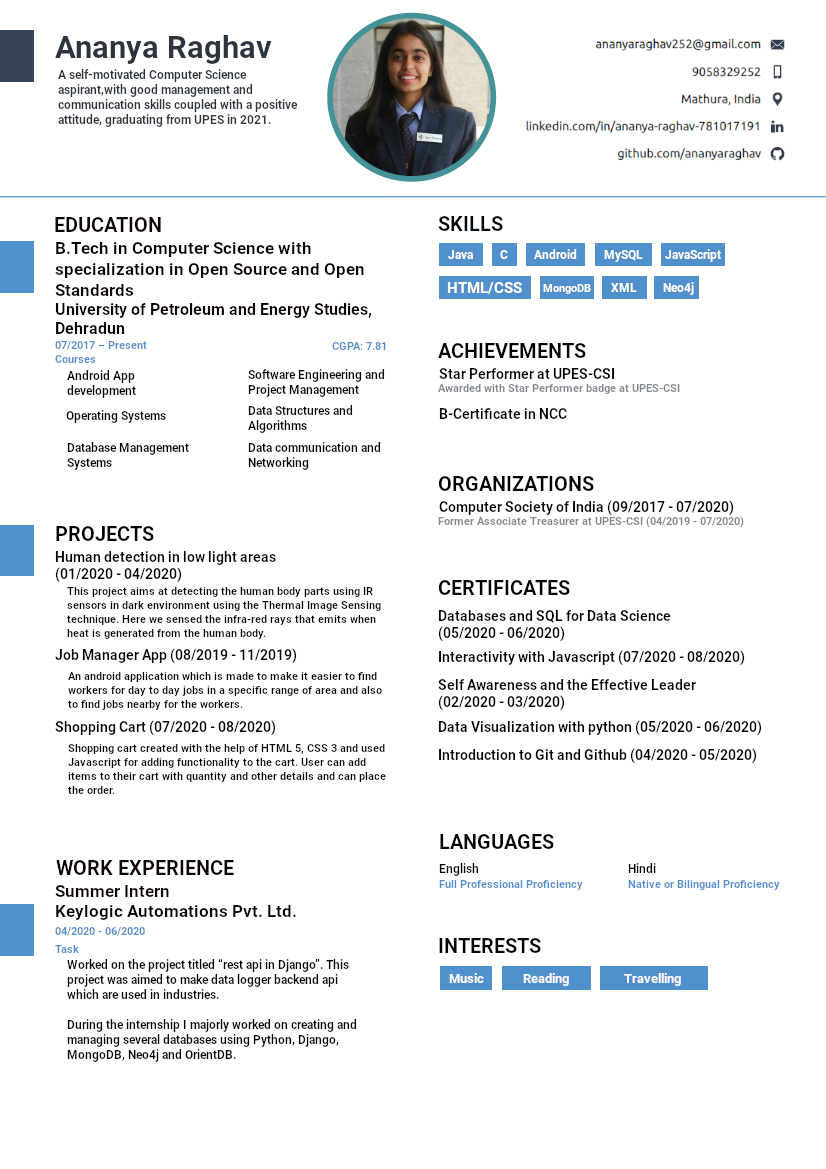 Ananya Raghav
A self-motivated Computer Science
aspirant,with good management and
communication skills coupled with a positive
attitude, graduating from UPES in 2021.
ananyaraghav252@gmail.com
9058329252
Mathura, India
linkedin.com/in/ananya-raghav-781017191
github.com/ananyaraghav
EDUCATION
B.Tech in Computer Science with
specialization in Open Source and Open
Standards
University of Petroleum and Energy Studies,
Dehradun
07/2017 – Present
CGPA: 7.81
Courses
Android App
development
Software Engineering and
Project Management
Operating Systems
Data Structures and
Algorithms
Database Management
Systems
Data communication and
Networking
PROJECTS
Human detection in low light areas
(01/2020 - 04/2020)
This project aims at detecting the human body parts using IR
sensors in dark environment using the Thermal Image Sensing
technique. Here we sensed the infra-red rays that emits when
heat is generated from the human body.
Job Manager App (08/2019 - 11/2019)
An android application which is made to make it easier to find
workers for day to day jobs in a specific range of area and also
to find jobs nearby for the workers.
Shopping Cart (07/2020 - 08/2020)
Shopping cart created with the help of HTML 5, CSS 3 and used
Javascript for adding functionality to the cart. User can add
items to their cart with quantity and other details and can place
the order.
WORK EXPERIENCE
Summer Intern
Keylogic Automations Pvt. Ltd.
04/2020 - 06/2020
Task
Worked on the project titled “rest api in Django”. This
project was aimed to make data logger backend api
which are used in industries.
During the internship I majorly worked on creating and
managing several databases using Python, Django,
MongoDB, Neo4j and OrientDB.
SKILLS
Java C Android MySQL JavaScript
HTML/CSS MongoDB XML Neo4j
ACHIEVEMENTS
Star Performer at UPES-CSI
Awarded with Star Performer badge at UPES-CSI
B-Certificate in NCC
ORGANIZATIONS
Computer Society of India (09/2017 - 07/2020)
Former Associate Treasurer at UPES-CSI (04/2019 - 07/2020)
CERTIFICATES
Databases and SQL for Data Science
(05/2020 - 06/2020)
Interactivity with Javascript (07/2020 - 08/2020)
Self Awareness and the Effective Leader
(02/2020 - 03/2020)
Data Visualization with python (05/2020 - 06/2020)
Introduction to Git and Github (04/2020 - 05/2020)
LANGUAGES
English
Full Professional Proficiency
Hindi
Native or Bilingual Proficiency
INTERESTS
Music Reading Travelling